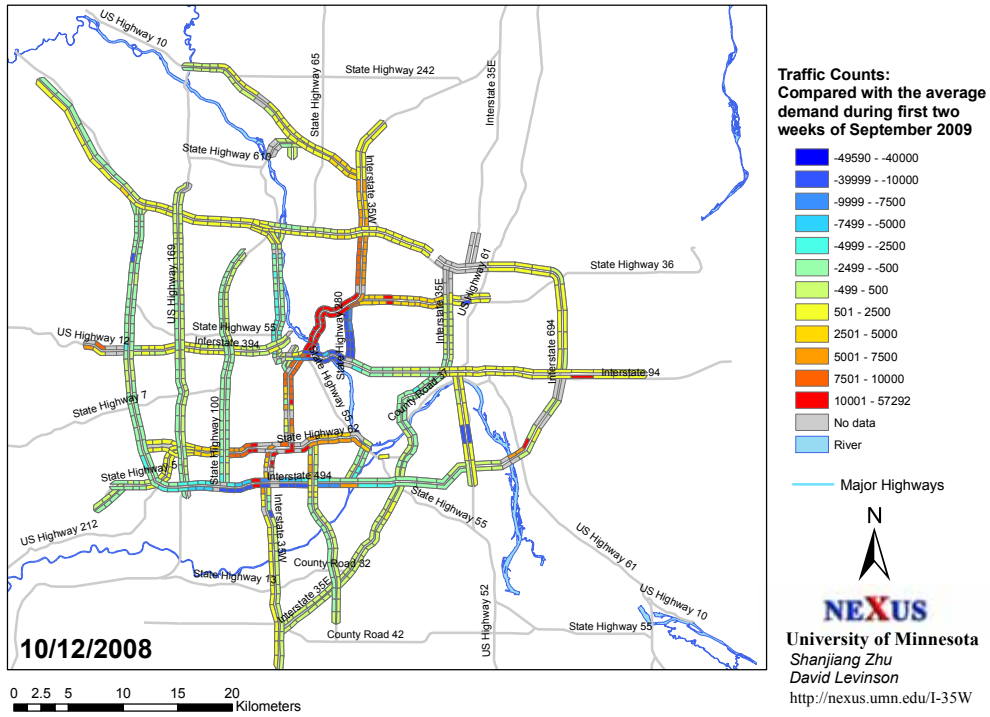 US Highway 10
State Highway 65
State Highway 242
Interstate 35E
State Highway 610
Interstate 35W
US Highway 169
US Highway 61
State Highway 36
Interstate 35E
State Highway 280
Interstate 694
US Highway 12
State Highway 55
Interstate 394
Interstate 94
State Highway 55
County Road 37
State Highway 7
State Highway 100
State Highway 62
State Highway 5
Interstate 494
State Highway 55
US Highway 212
Interstate 35W
County Road 32
State Highway 13
Interstate 35E
US Highway 61
US Highway 52
US Highway 10
State Highway 55
County Road 42
10/12/2008
0 2.5 5 10 15 20
Kilometers
Traffic Counts:
Compared with the average
demand during first two
weeks of September 2009
-49590 - -40000
-39999 - -10000
-9999 - -7500
-7499 - -5000
-4999 - -2500
-2499 - -500
-499 - 500
501 - 2500
2501 - 5000
5001 - 7500
7501 - 10000
10001 - 57292
No data
River
Major Highways
N
NEXUS
University of Minnesota
Shanjiang Zhu
David Levinson
http://nexus.umn.edu/I-35W